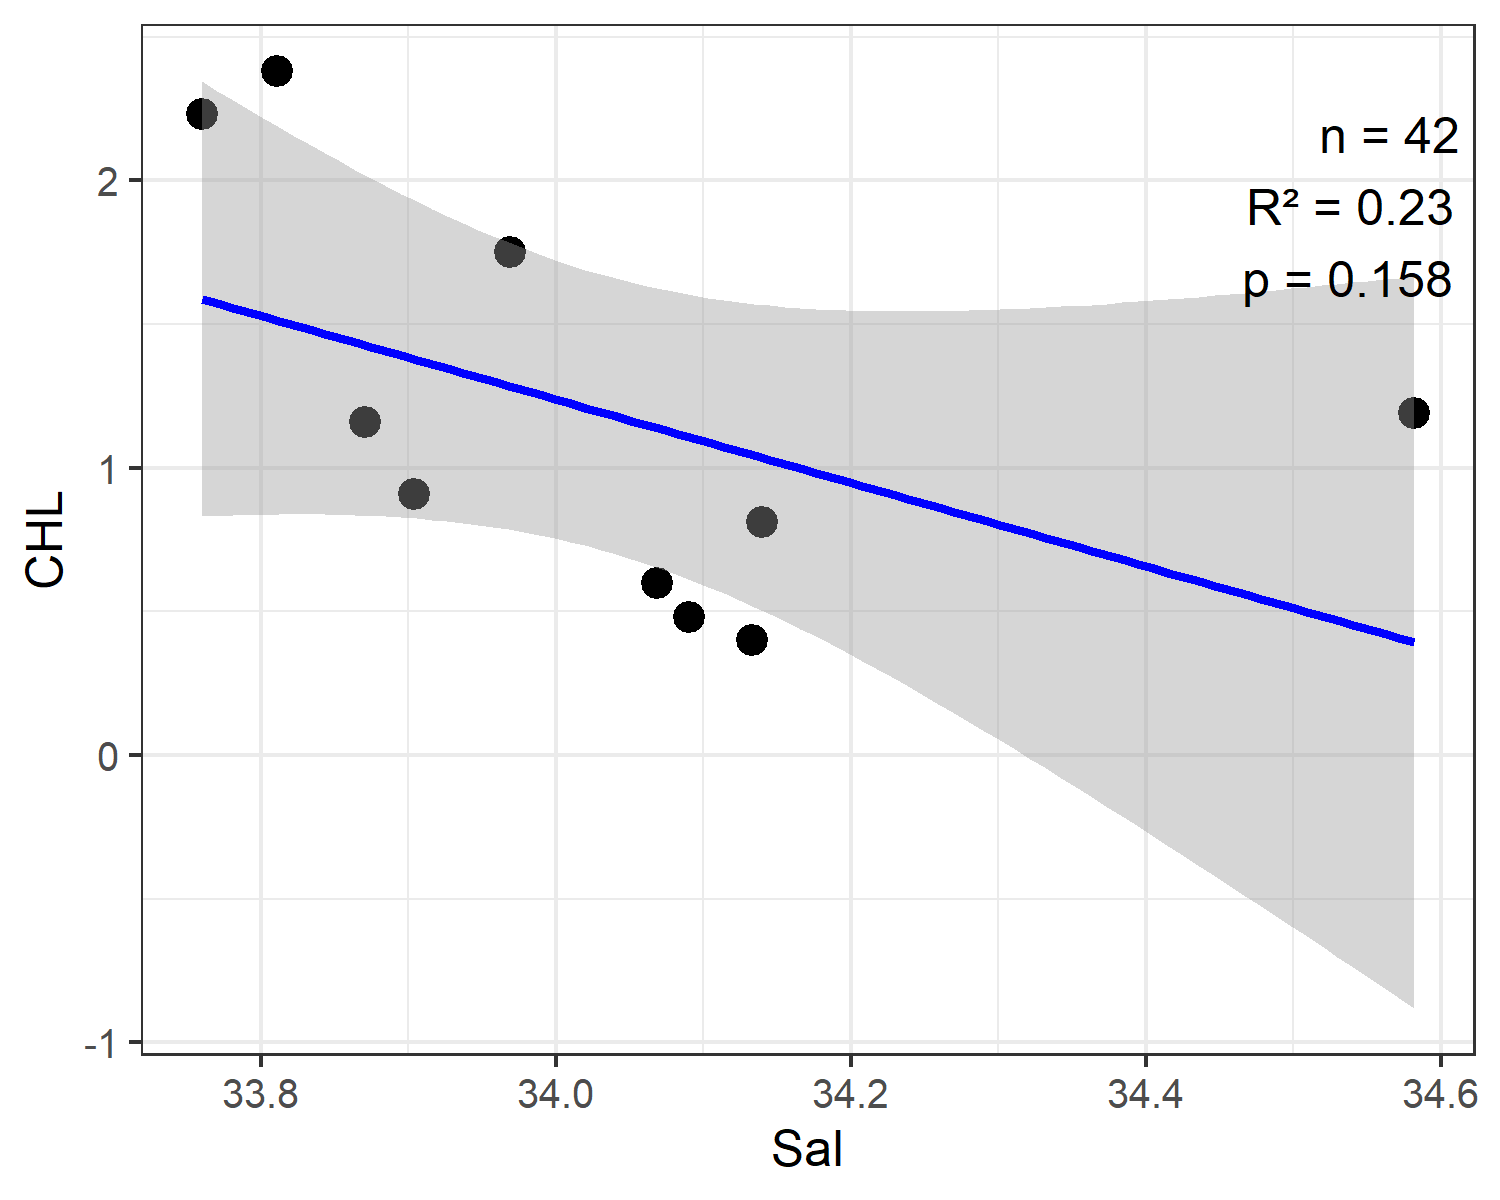 n = 42
R² = 0.23
p = 0.158
2
1
0
-1
CHL
33.8 34.0 34.2 34.4 34.6
Sal